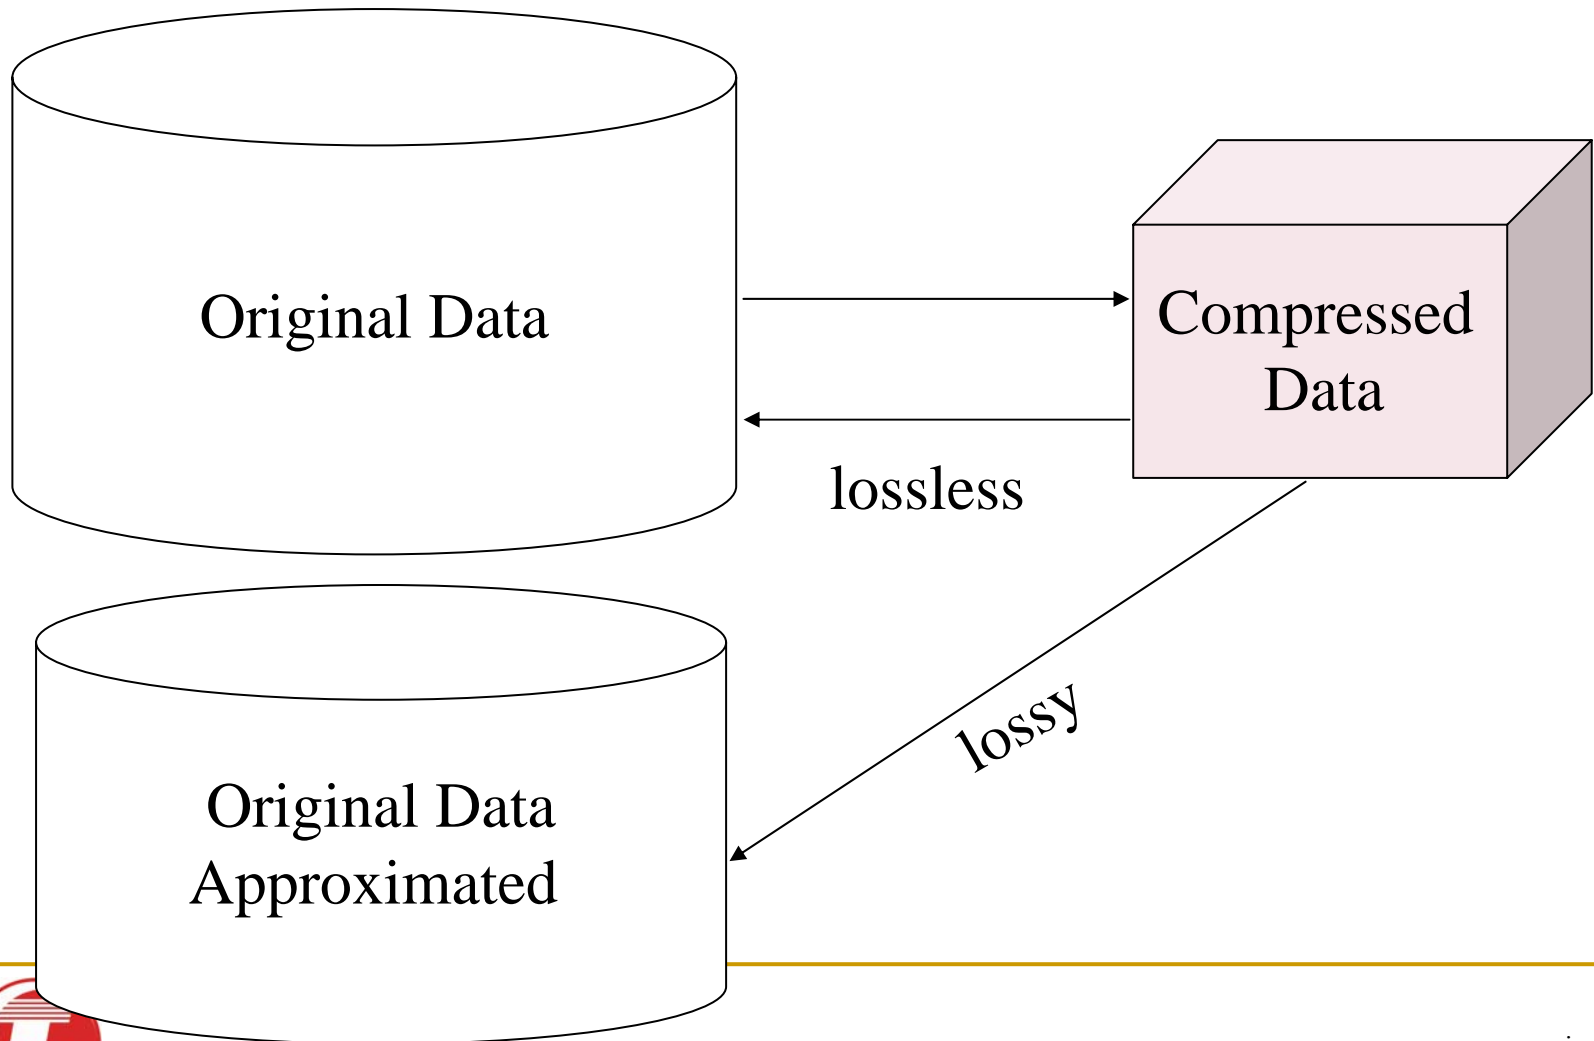 Original Data
Compressed
Data
lossless
lossy
Original Data
Approximated